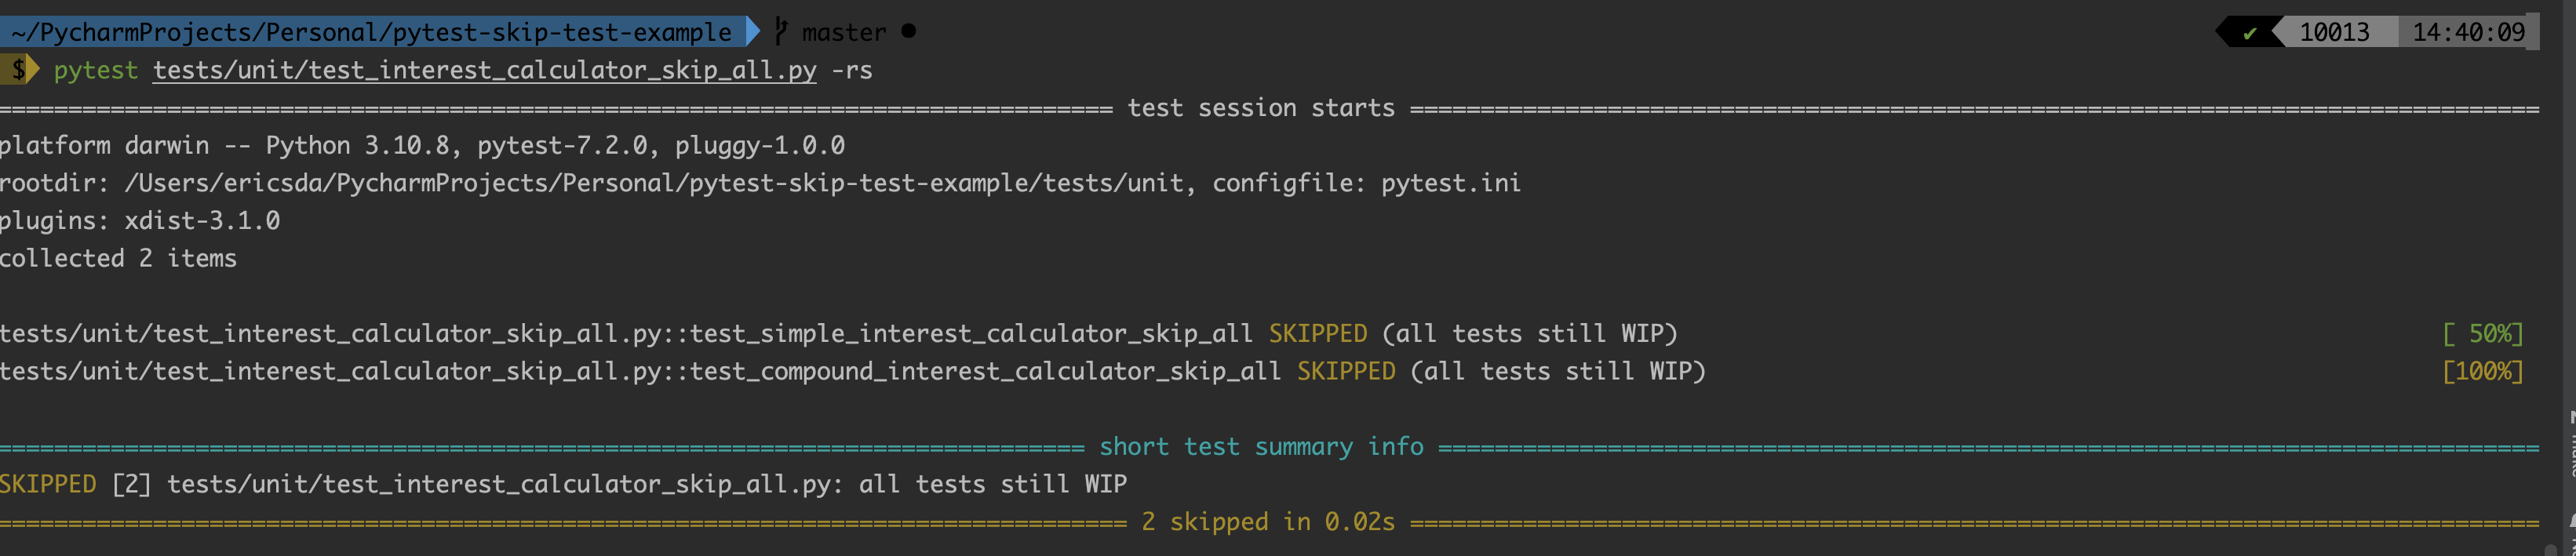 ~/PycharmProjects/Personal/pytest-skip-test-example master ● ✔ 10013 14:40:09
$ pytest tests/unit/test_interest_calculator_skip_all.py -rs
=============================================================================== test session starts ================================================================================
platform darwin -- Python 3.10.8, pytest-7.2.0, pluggy-1.0.0
rootdir: /Users/ericsda/PycharmProjects/Personal/pytest-skip-test-example/tests/unit, configfile: pytest.ini
plugins: xdist-3.1.0
collected 2 items
tests/unit/test_interest_calculator_skip_all.py::test_simple_interest_calculator_skip_all SKIPPED (all tests still WIP) [ 50%]
tests/unit/test_interest_calculator_skip_all.py::test_compound_interest_calculator_skip_all SKIPPED (all tests still WIP) [100%]
============================================================================= short test summary info ==============================================================================
SKIPPED [2] tests/unit/test_interest_calculator_skip_all.py: all tests still WIP
================================================================================ 2 skipped in 0.02s ================================================================================